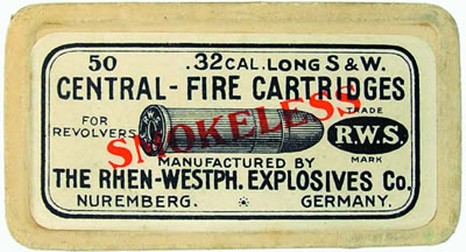 50 .32 CAL. LONG S & W.
CENTRAL-FIRE CARTRIDGES
FOR
REVOLVERS
SMOKELESS
TRADE
R.W.S.
MARK
MANUFACTURED BY
THE RHEN-WESTPH. EXPLOSIVES Co.
NUREMBERG. GERMANY.